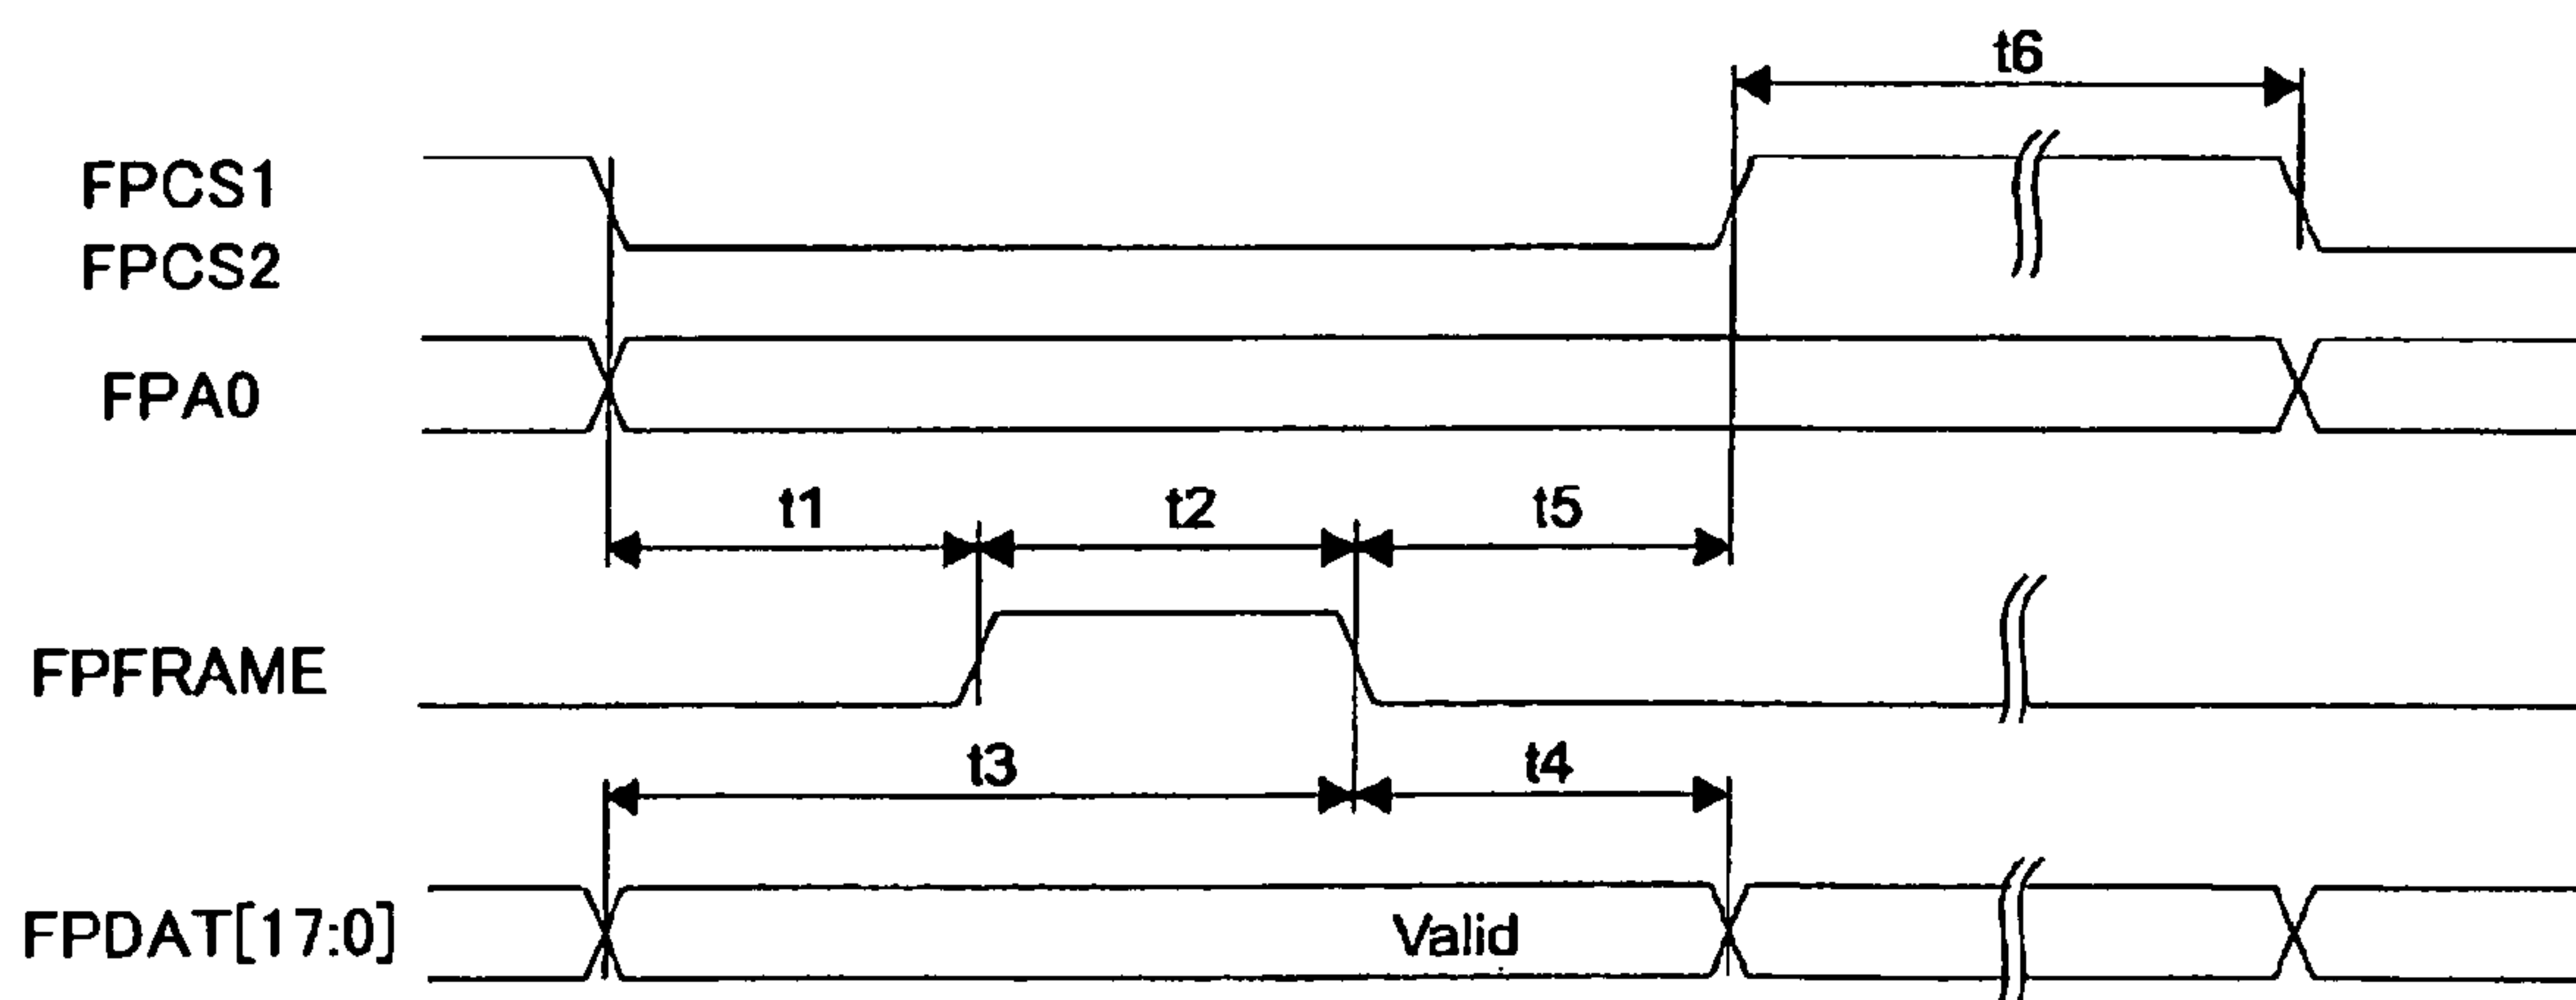 t6
FPCS1
FPCS2
FPA0
t1 t2 t5
FPFRAME
t3 t4
FPDAT[17:0] Valid